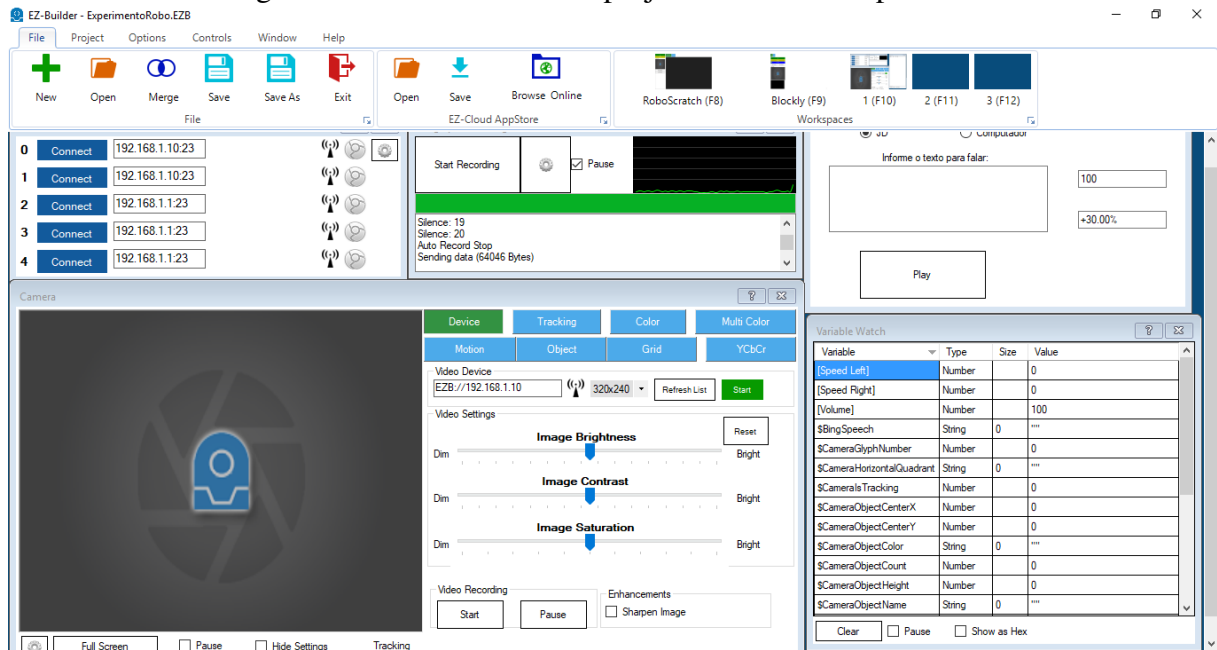 EZ-Builder - ExperimentoRobo.EZB
File Project Options Controls Window Help
New Open Merge Save Save As Exit Open Save Browse Online RoboScratch (F8) Blockly (F9) 1 (F10) 2 (F11) 3 (F12)
File EZ-Cloud AppStore Workspaces
0 Connect 192.168.1.10:23
1 Connect 192.168.1.10:23
2 Connect 192.168.1.1:23
3 Connect 192.168.1.1:23
4 Connect 192.168.1.1:23
Start Recording Pause
Silence: 19
Silence: 20
Auto Record Stop
Sending data (64046 Bytes)
JD Computador
Informe o texto para falar:
100
+30.00%
Play
Camera
Device Tracking Color Multi Color
Motion Object Grid YCbCr
Video Device
EZB://192.168.1.10 320x240 Refresh List Start
Video Settings
Reset
Image Brightness
Dim Bright
Image Contrast
Dim Bright
Image Saturation
Dim Bright
Video Recording Enhancements
Start Pause Sharpen Image
Full Screen Pause Hide Settings Tracking
Variable Watch
Variable Type Size Value
[Speed Left] Number 0
[Speed Right] Number 0
[Volume] Number 100
$BingSpeech String 0 ""
$CameraGlyphNumber Number 0
$CameraHorizontalQuadrant String 0 ""
$CameraIsTracking Number 0
$CameraObjectCenterX Number 0
$CameraObjectCenterY Number 0
$CameraObjectColor String 0 ""
$CameraObjectCount Number 0
$CameraObjectHeight Number 0
$CameraObjectName String 0 ""
Clear Pause Show as Hex